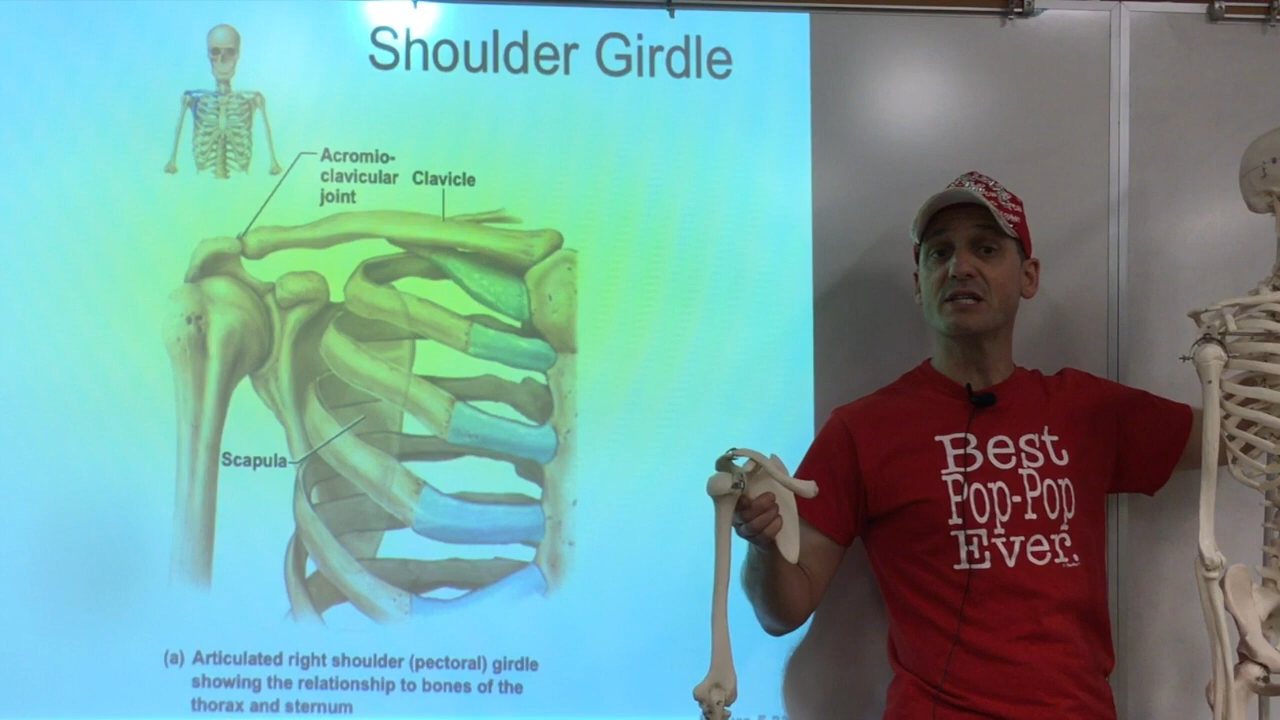 Shoulder Girdle
Acromio-
clavicular
joint
Clavicle
Scapula
(a) Articulated right shoulder (pectoral) girdle
showing the relationship to bones of the
thorax and sternum
Best
Pop-Pop
Ever.